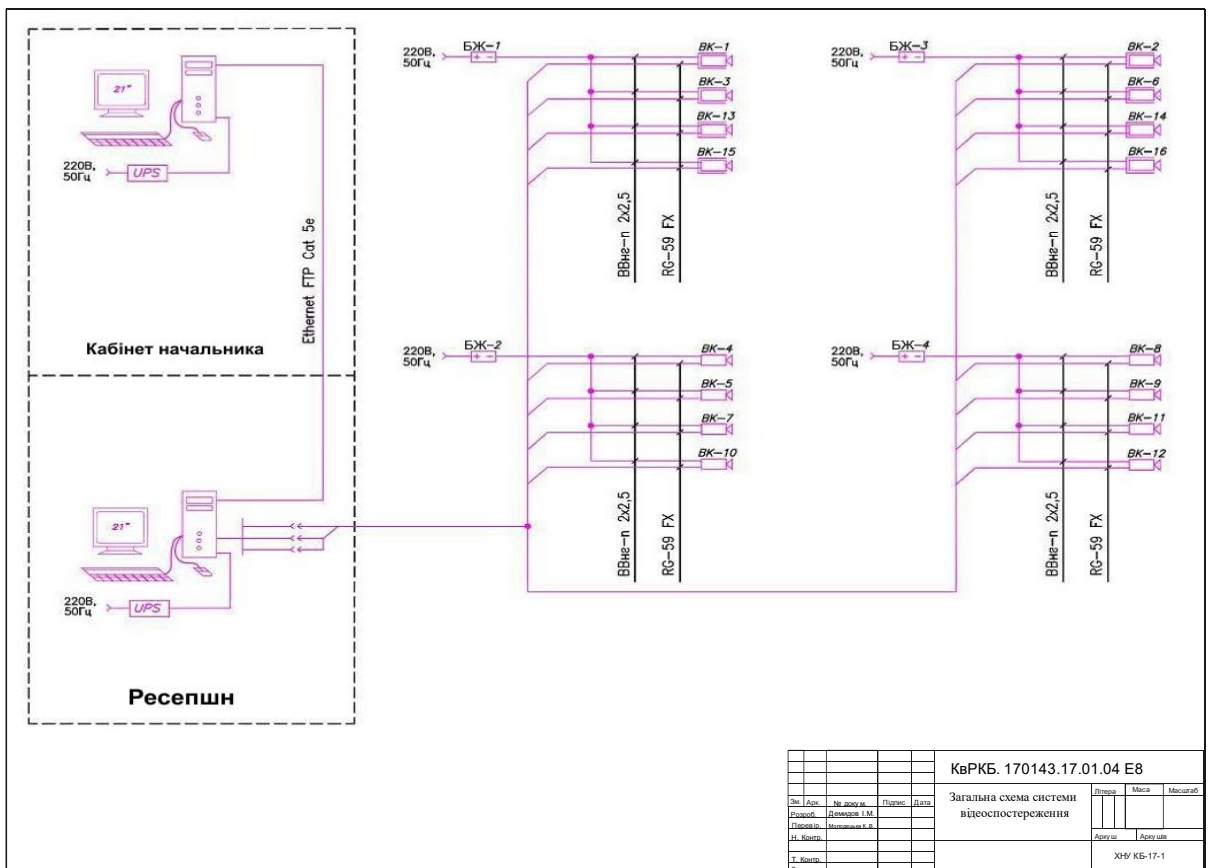 21"
220В,
50Гц
UPS
Ethernet FTP Cat 5e
Кабінет начальника
21"
220В,
50Гц
UPS
Ресепшн
220В,
50Гц
БЖ-1
ВК-1
ВК-3
ВК-13
ВК-15
ВВнг-п 2х2,5
RG-59 FX
220В,
50Гц
БЖ-3
ВК-2
ВК-6
ВК-14
ВК-16
ВВнг-п 2х2,5
RG-59 FX
220В,
50Гц
БЖ-2
ВК-4
ВК-5
ВК-7
ВК-10
ВВнг-п 2х2,5
RG-59 FX
220В,
50Гц
БЖ-4
ВК-8
ВК-9
ВК-11
ВК-12
ВВнг-п 2х2,5
RG-59 FX
КвРКБ. 170143.17.01.04 Е8
Зм. Арк. № докум. Підпис Дата
Розроб. Демидов І.М.
Перевір.
Н. Контр.
Т. Контр.
Загальна схема системи
відеоспостереження
Літера Маса Масштаб
Аркуш Аркушів
ХНУ КБ-17-1